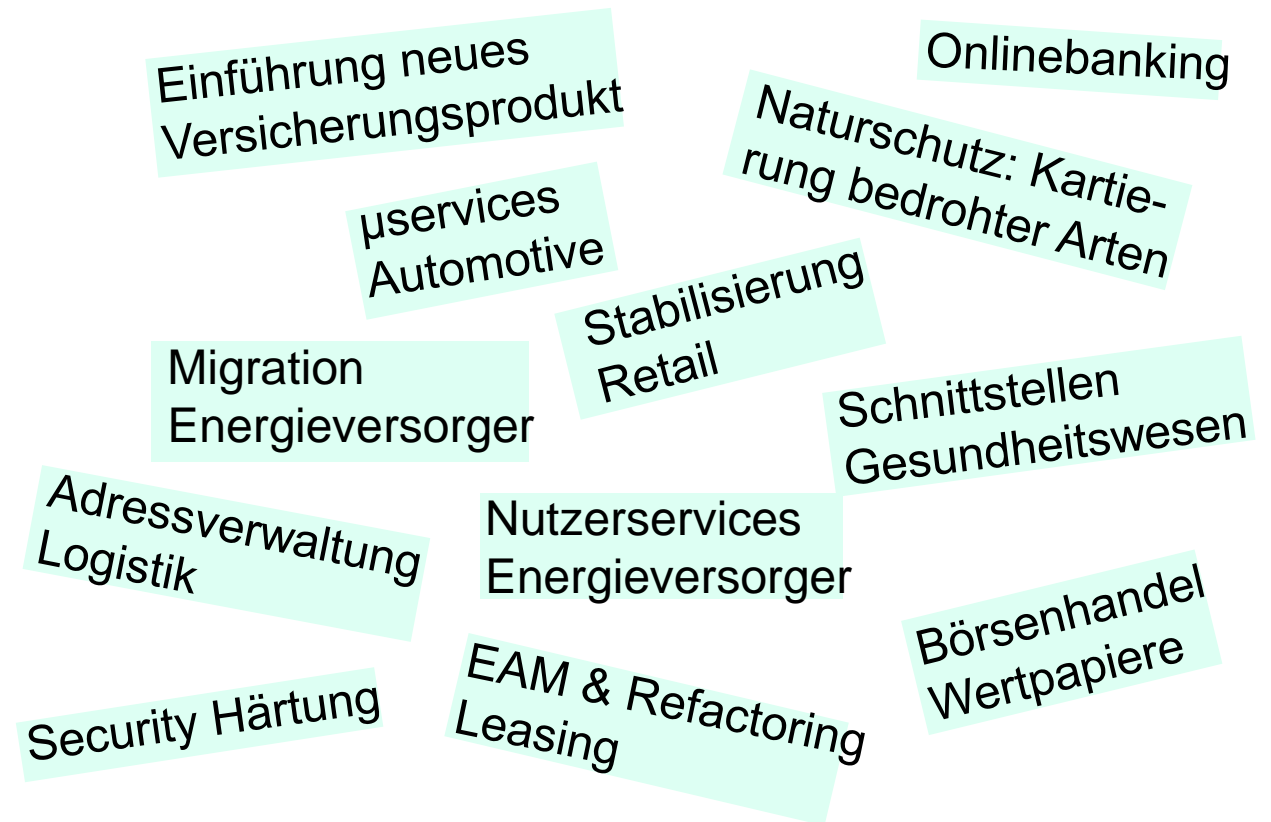 Einführung neues
Versicherungsprodukt
Onlinebanking
Naturschutz: Kartie-
rung bedrohter Arten
µservices
Automotive
Stabilisierung
Retail
Migration
Energieversorger
Schnittstellen
Gesundheitswesen
Adressverwaltung
Logistik
Nutzerservices
Energieversorger
Börsenhandel
Wertpapiere
Security Härtung
EAM & Refactoring
Leasing